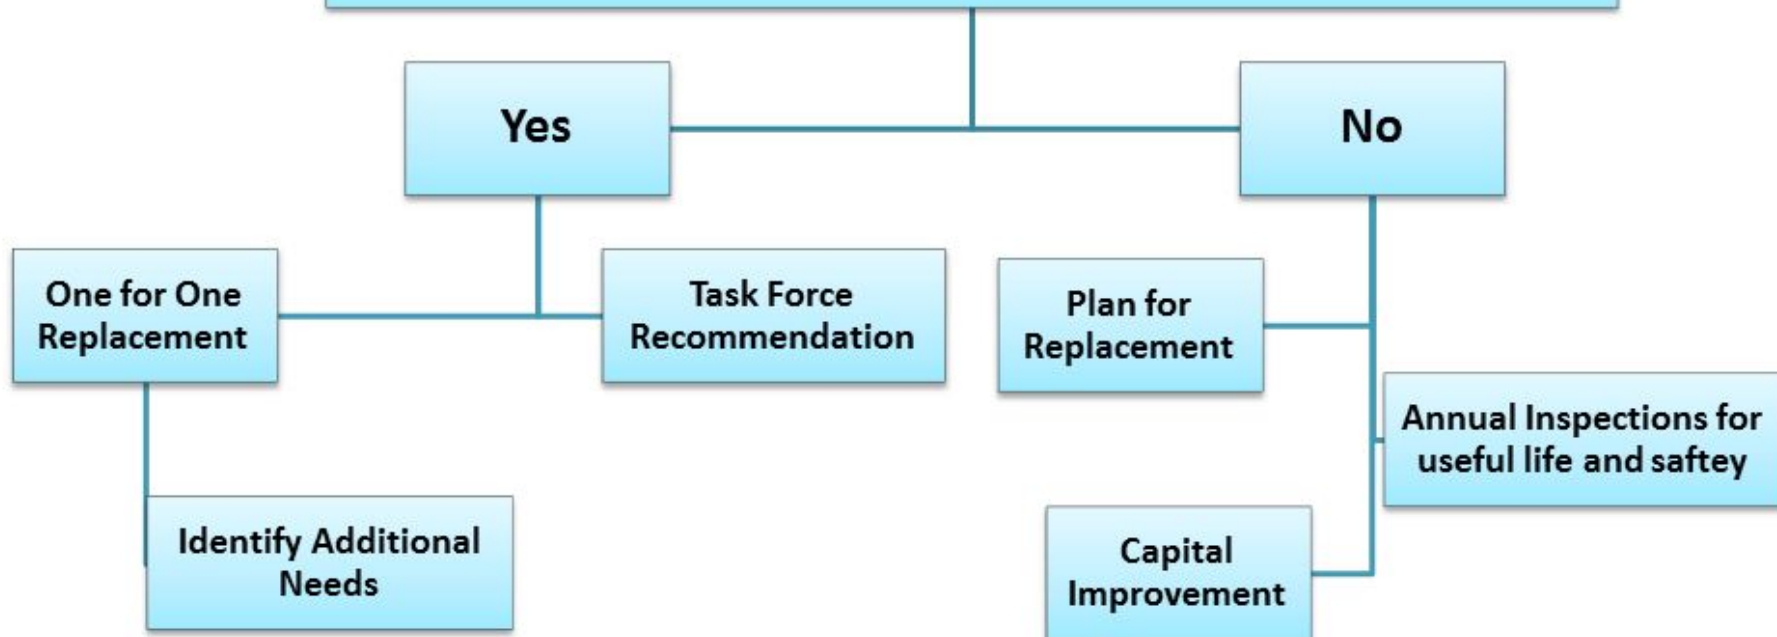 Yes
No
One for One
Replacement
Task Force
Recommendation
Plan for
Replacement
Annual Inspections for
useful life and saftey
Identify Additional
Needs
Capital
Improvement